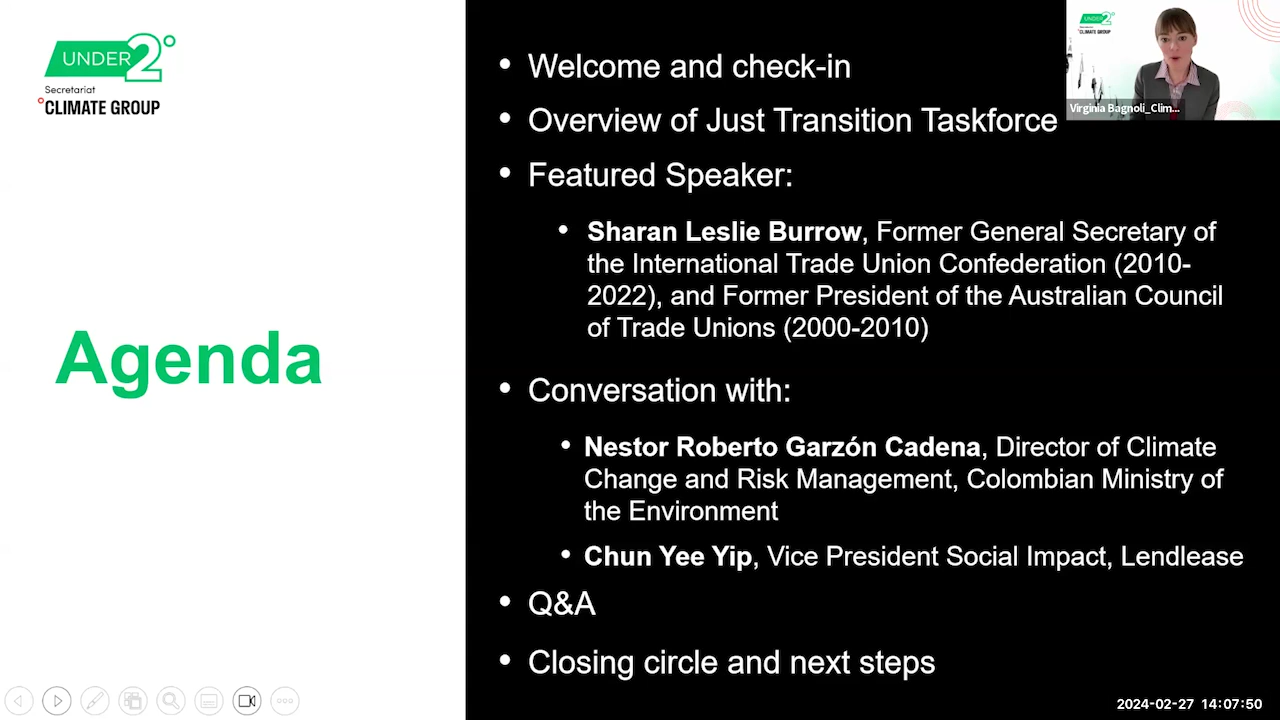 UNDER2°
Secretariat
°CLIMATE GROUP
Agenda
• Welcome and check-in
• Overview of Just Transition Taskforce
• Featured Speaker:
• Sharan Leslie Burrow, Former General Secretary of
the International Trade Union Confederation (2010-
2022), and Former President of the Australian Council
of Trade Unions (2000-2010)
• Conversation with:
• Nestor Roberto Garzón Cadena, Director of Climate
Change and Risk Management, Colombian Ministry of
the Environment
• Chun Yee Yip, Vice President Social Impact, Lendlease
• Q&A
• Closing circle and next steps
UNDER2°
°CLIMATE GROUP
Virginia Bagnoli_Clim...
2024-02-27 14:07:50